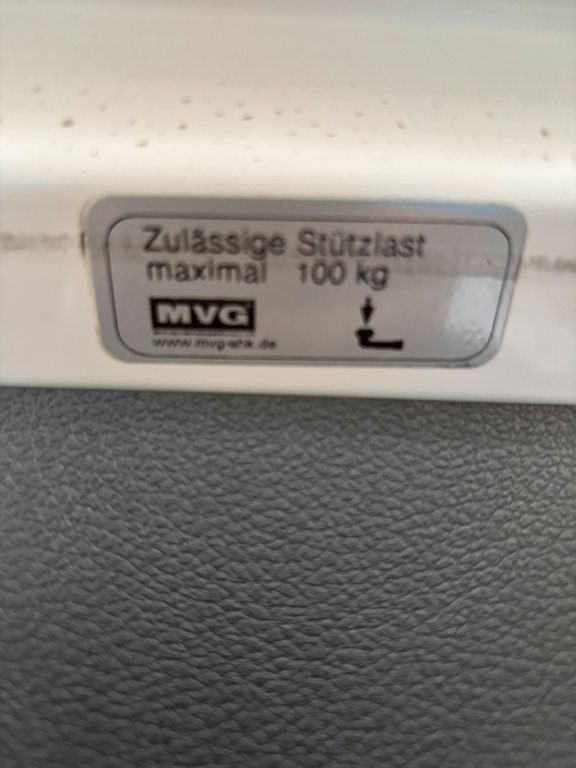 Zulässige Stützlast
maximal 100 kg
MVG
www.mvg-ahk.de